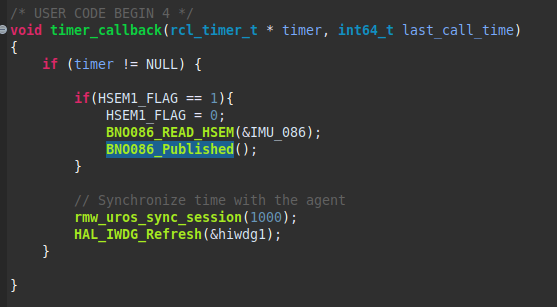 /* USER CODE BEGIN 4 */
void timer_callback(rcl_timer_t * timer, int64_t last_call_time)
{
if (timer != NULL) {
if(HSEM1_FLAG == 1){
HSEM1_FLAG = 0;
BNO086_READ_HSEM(&IMU_086);
BNO086_Published();
}
// Synchronize time with the agent
rmw_uros_sync_session(1000);
HAL_IWDG_Refresh(&hiwdg1);
}
}